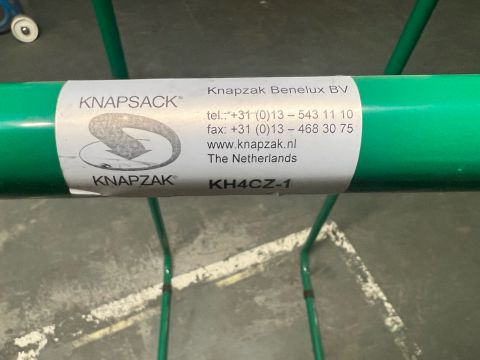 KNAPSACK®
KNAPZAK®
Knapzak Benelux BV
tel.: +31 (0)13 – 543 11 10
fax: +31 (0)13 – 468 30 75
www.knapzak.nl
The Netherlands
KH4CZ-1